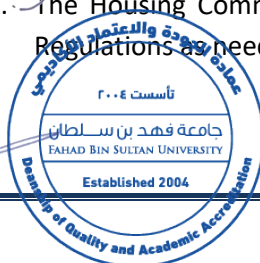 . The Housing Comm
Regulations as need
عمادة الجودة والاعتماد الأكاديمي
تأسست ٢٠٠٤
جامعة فهد بن سلطان
FAHAD BIN SULTAN UNIVERSITY
Established 2004
Deanship of Quality and Academic Accreditation